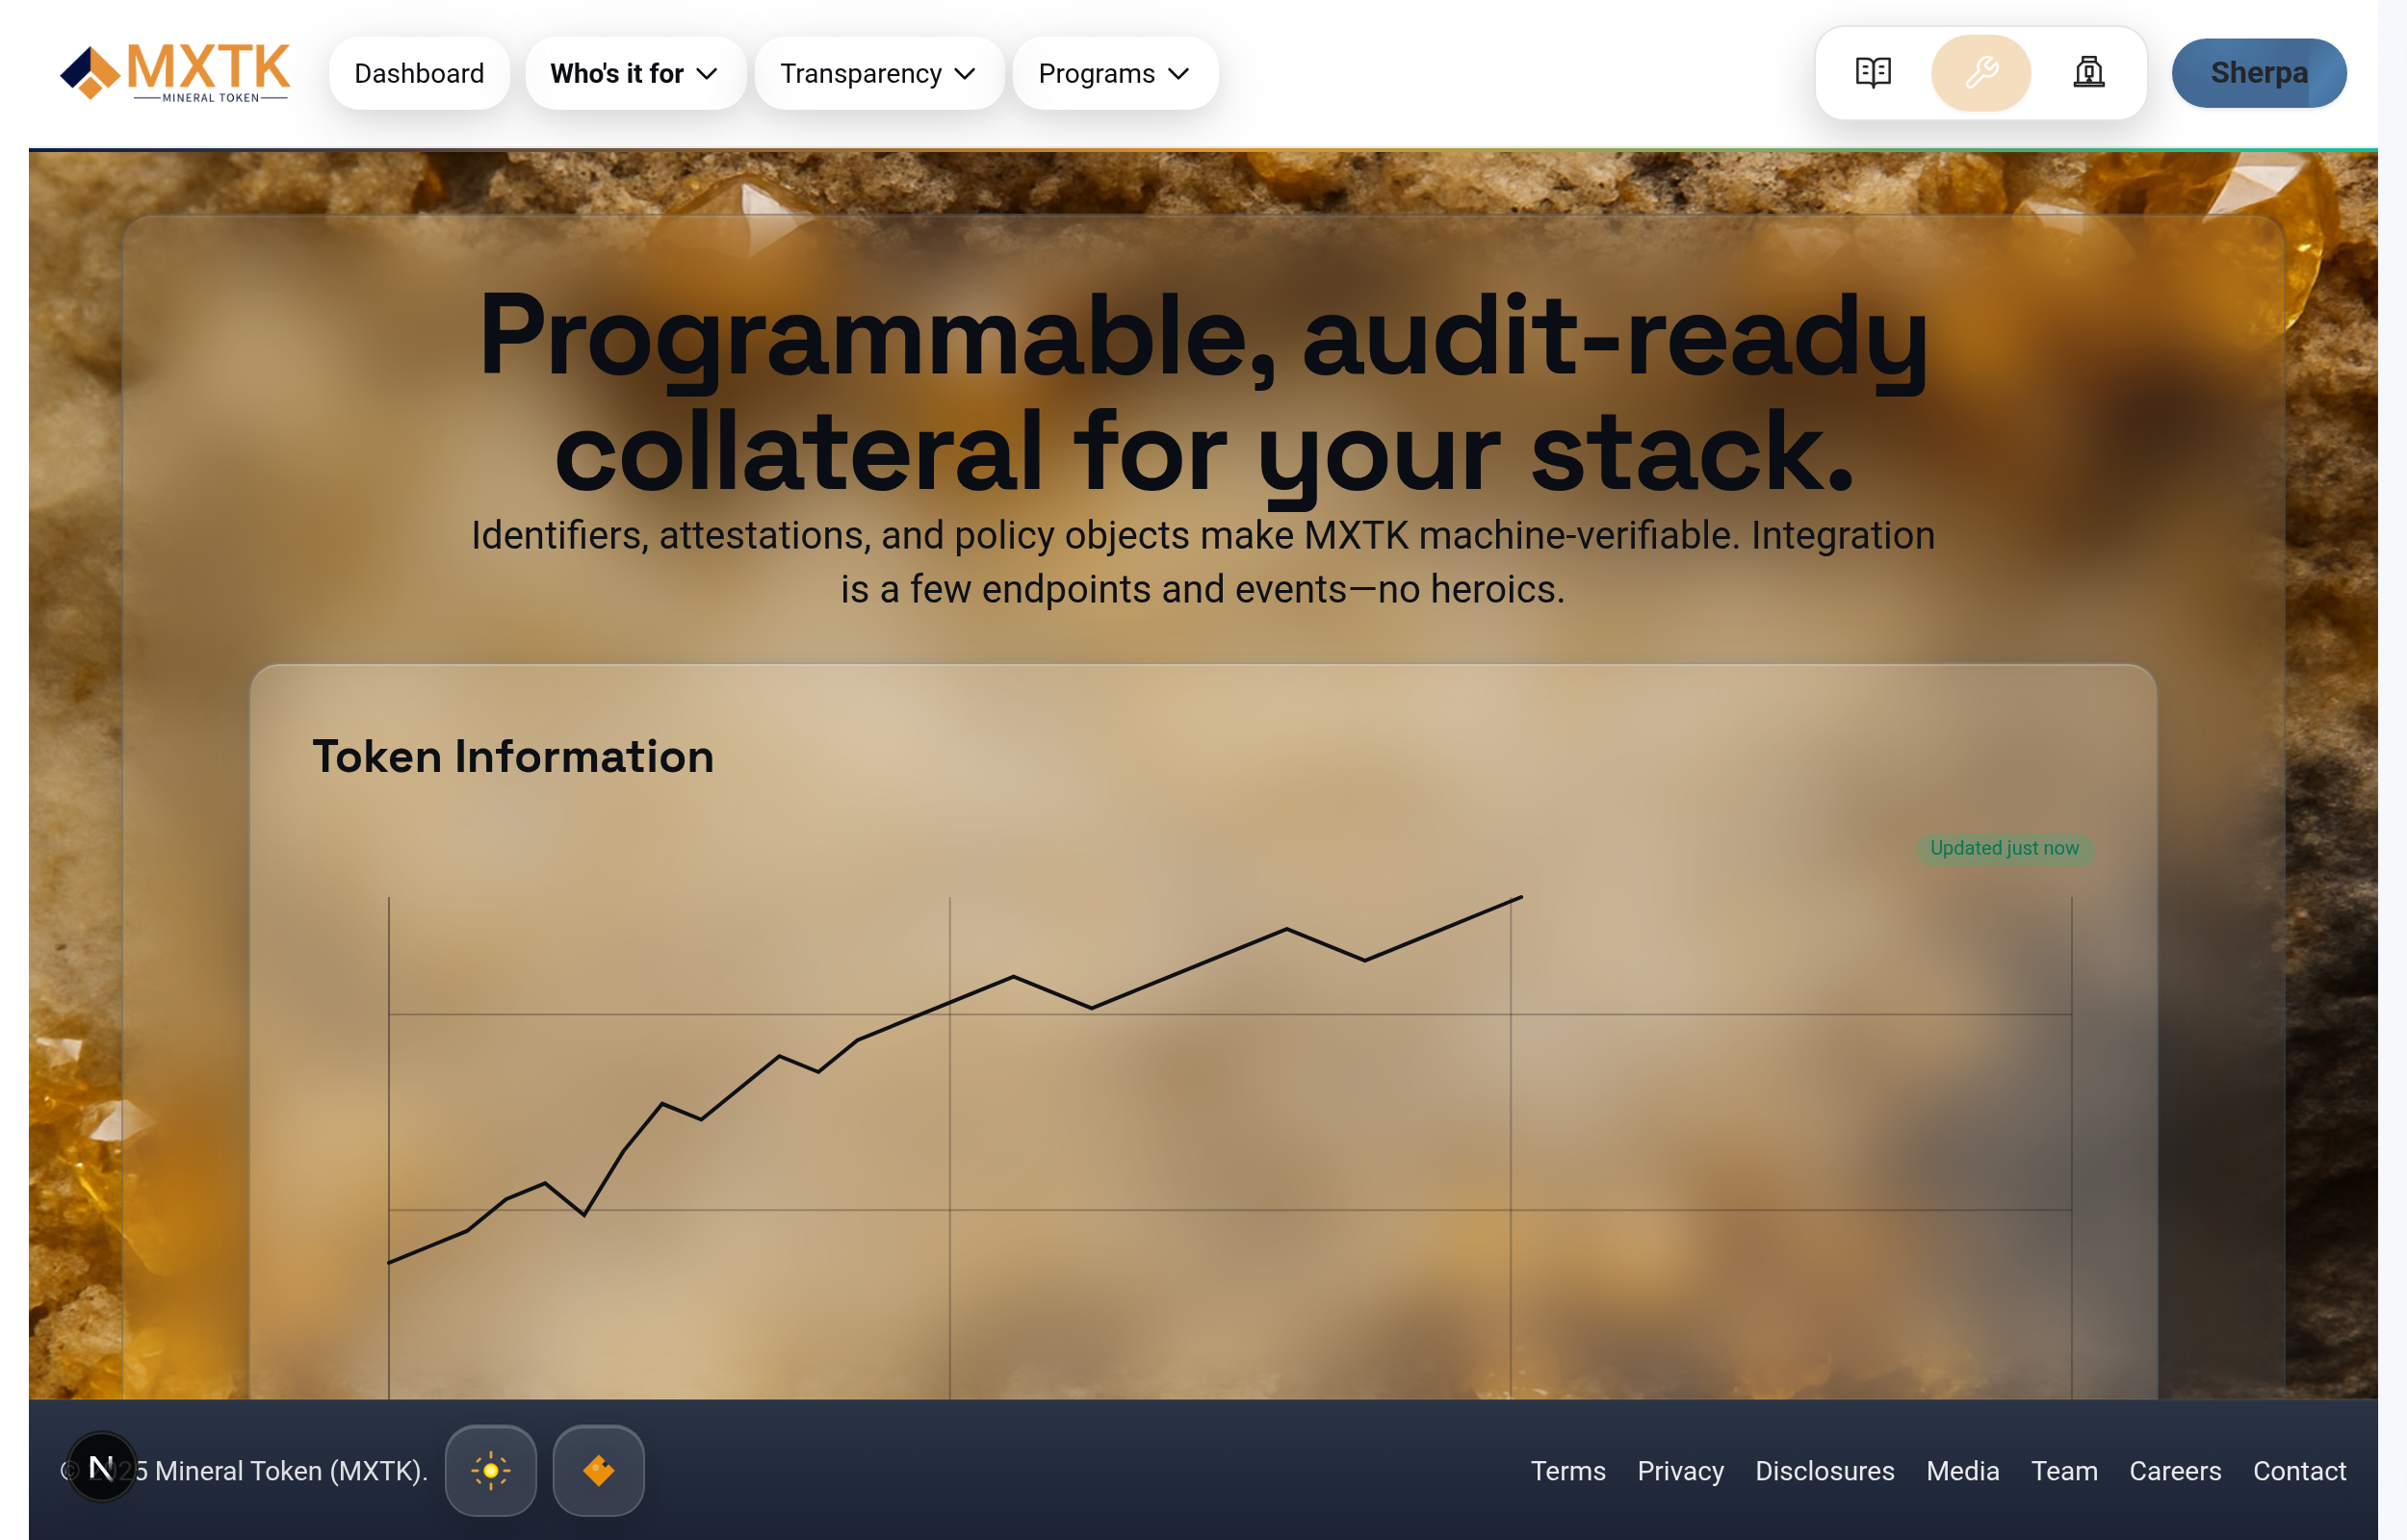 MXTK
MINERAL TOKEN
Dashboard
Who's it for
Transparency
Programs
Sherpa
Programmable, audit-ready
collateral for your stack.
Identifiers, attestations, and policy objects make MXTK machine-verifiable. Integration
is a few endpoints and events—no heroics.
Token Information
Updated just now
N
© 2025 Mineral Token (MXTK).
Terms
Privacy
Disclosures
Media
Team
Careers
Contact